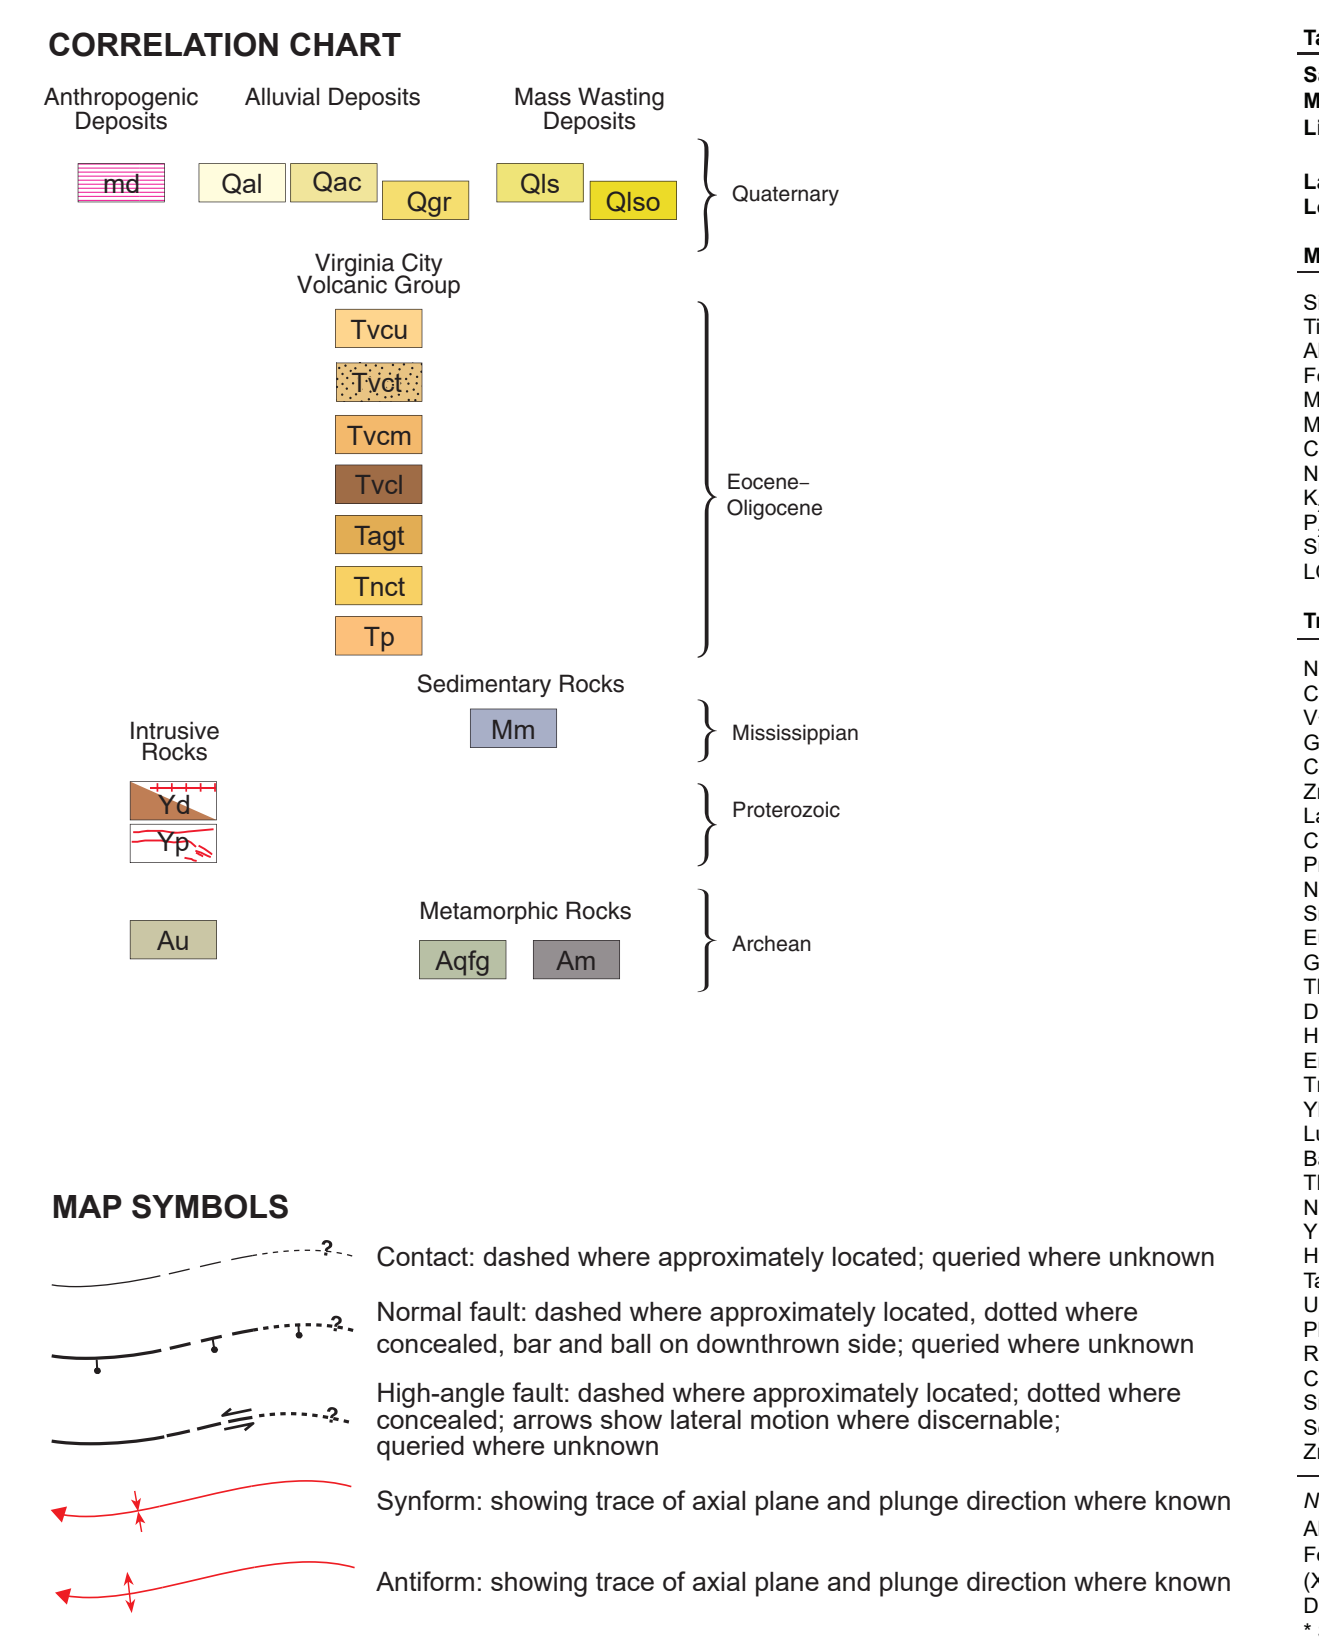 CORRELATION CHART
Anthropogenic
Deposits
Alluvial Deposits
Mass Wasting
Deposits
md
Qal
Qac
Qgr
Qls
Qlso
Quaternary
Virginia City
Volcanic Group
Tvcu
Tvct
Tvcm
Tvcl
Tagt
Tnct
Tp
Eocene–
Oligocene
Sedimentary Rocks
Mm
Mississippian
Intrusive
Rocks
Yd
Yp
Proterozoic
Au
Metamorphic Rocks
Aqfg
Am
Archean
MAP SYMBOLS
?
Contact: dashed where approximately located; queried where unknown
?
Normal fault: dashed where approximately located, dotted where
concealed, bar and ball on downthrown side; queried where unknown
?
High-angle fault: dashed where approximately located; dotted where
concealed; arrows show lateral motion where discernable;
queried where unknown
Synform: showing trace of axial plane and plunge direction where known
Antiform: showing trace of axial plane and plunge direction where known